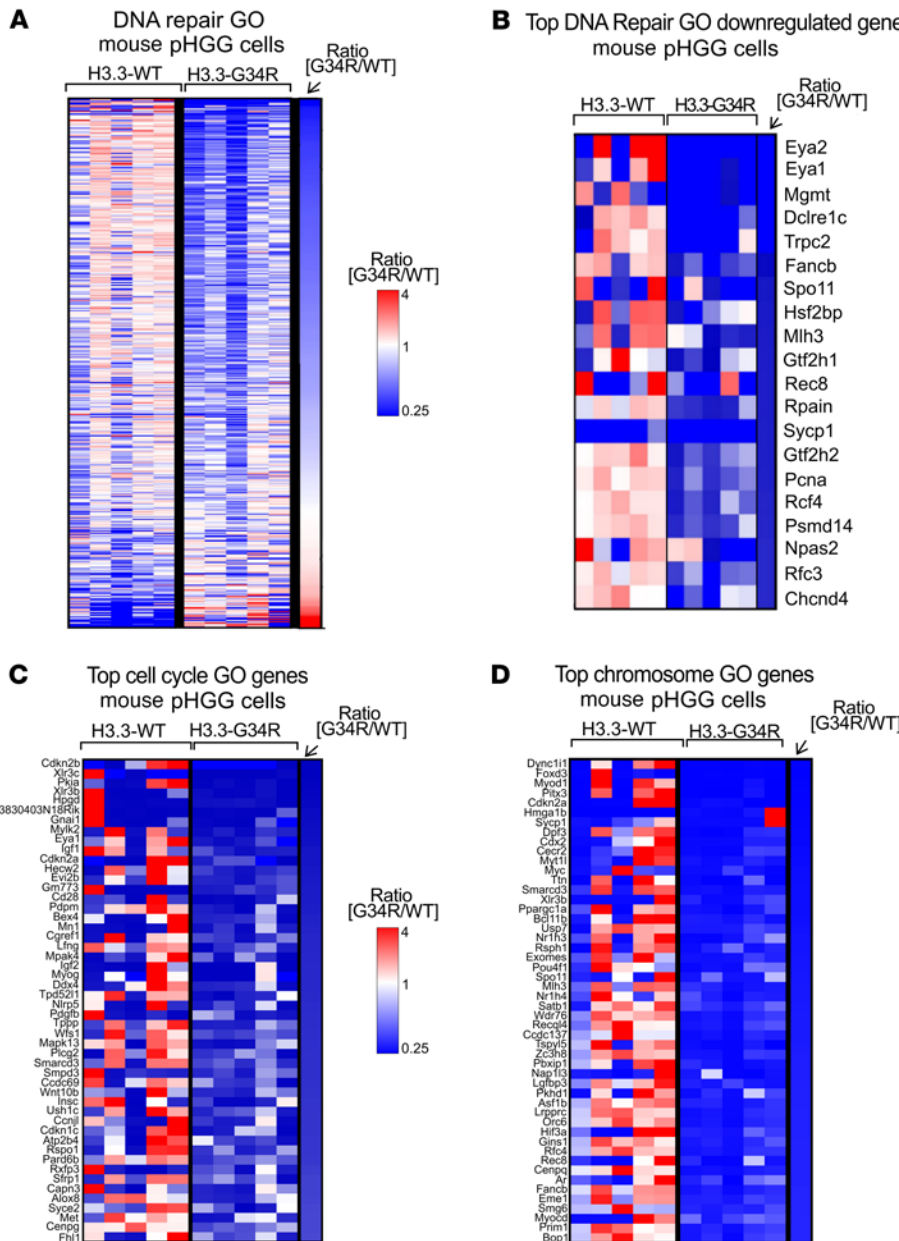 A
DNA repair GO
mouse pHGG cells
Ratio
[G34R/WT]
H3.3-WT
H3.3-G34R
Ratio
[G34R/WT]
4
1
0.25
B
Top DNA Repair GO downregulated gene
mouse pHGG cells
Ratio
[G34R/WT]
H3.3-WT
H3.3-G34R
Eya2
Eya1
Mgmt
Dclre1c
Trpc2
Fancb
Spo11
Hsf2bp
Mlh3
Gtf2h1
Rec8
Rpain
Sycp1
Gtf2h2
Pcna
Rcf4
Psmd14
Npas2
Rfc3
Chcnd4
C
Top cell cycle GO genes
mouse pHGG cells
Ratio
[G34R/WT]
H3.3-WT
H3.3-G34R
Cdkn2b
Xlr3c
Pkia
Xlr3b
Hpgd
3830403N18Rik
Gnai1
Mylk2
Eya1
Igf1
Cdkn2a
Hecw2
Evi2b
Gm773
Cd28
Pdpm
Bex4
Mn1
Cgref1
Lfng
Mpak4
Igf2
Myog
Ddx4
Tpd52l1
Nlrp5
Pdgfb
Tppp
Wfs1
Mapk13
Plcg2
Smarcd3
Smpd3
Ccdc69
Wnt10b
Insc
Ush1c
Ccnjl
Cdkn1c
Atp2b4
Rspo1
Pard6b
Rxfp3
Sfrp1
Capn3
Alox8
Syce2
Met
Cenpg
Fhl1
Ratio
[G34R/WT]
4
1
0.25
D
Top chromosome GO genes
mouse pHGG cells
Ratio
[G34R/WT]
H3.3-WT
H3.3-G34R
Dync1i1
Foxd3
Myod1
Pitx3
Cdkn2a
Hmga1b
Sycp1
Dpf3
Cdx2
Cecr2
Myt1l
Myc
Ttn
Smarcd3
Xlr3b
Ppargc1a
Bcl11b
Usp7
Nr1h3
Rsph1
Exomes
Pou4f1
Spo11
Mlh3
Nr1h4
Satb1
Wdr76
Recql4
Ccdc137
Tspyl5
Zc3h8
Pbxip1
Nap1l3
Lgfbp3
Pkhd1
Asf1b
Lrpprc
Orc6
Hif3a
Gins1
Rfc4
Rec8
Cenpq
Ar
Fancb
Eme1
Smg6
Myocd
Prim1
Bop1